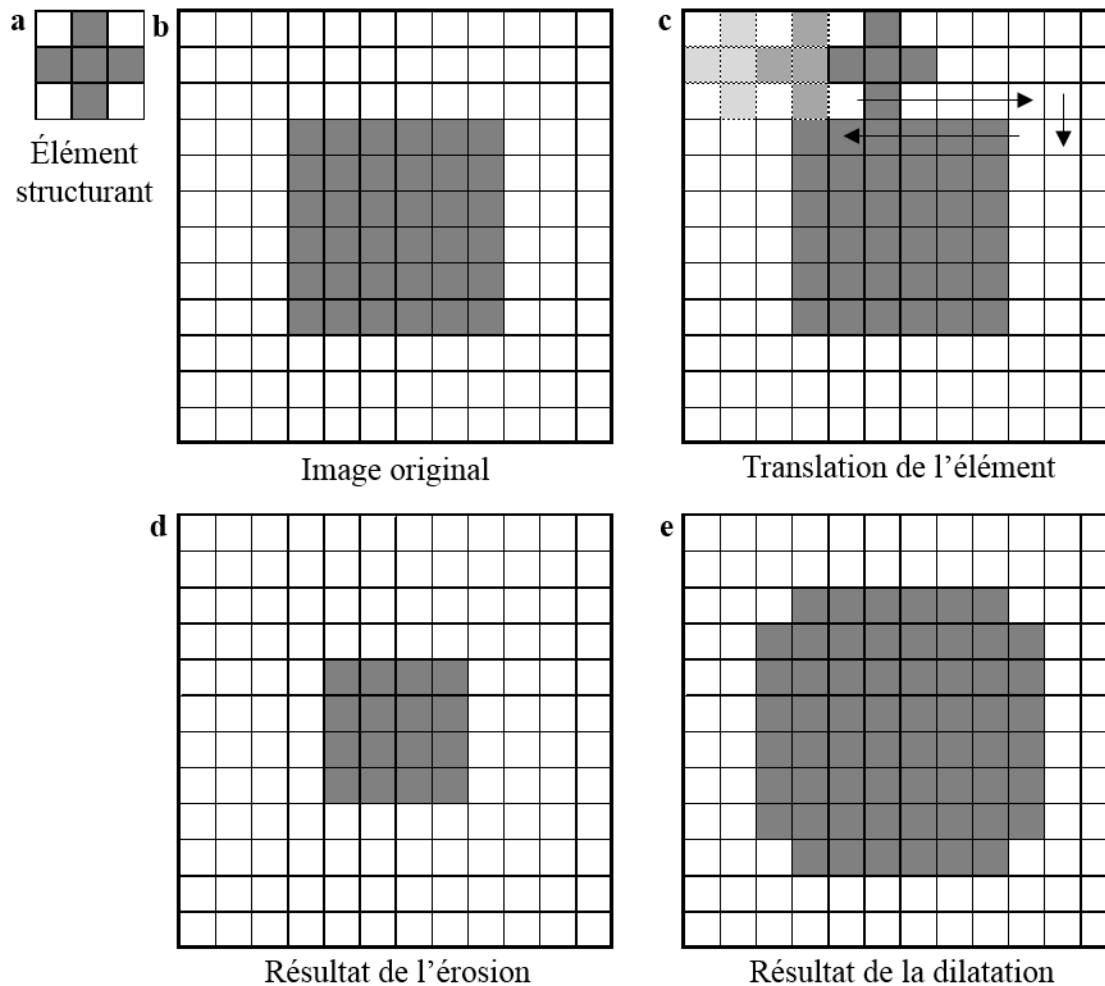 a
Élément
structurant
b
Image original
c
Translation de l’élément
d
Résultat de l’érosion
e
Résultat de la dilatation